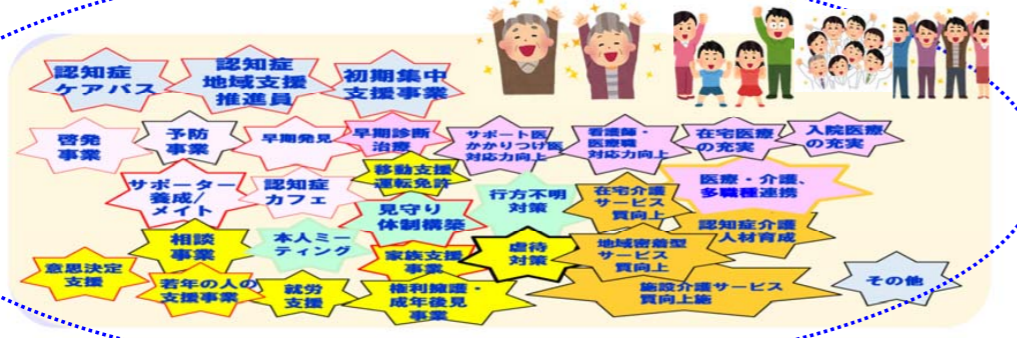 認知症
ケアパス
認知症
地域支援
推進員
初期集中
支援事業
啓発
事業
予防
事業
早期発見
早期診断
治療
サポート医
かかりつけ医
対応力向上
看護師・
医療職
対応力向上
在宅医療
の充実
入院医療
の充実
移動支援
運転免許
サポーター
養成/
メイト
認知症
カフェ
見守り
体制構築
行方不明
対策
在宅介護
サービス
質向上
医療・介護、
多職種連携
認知症介護
人材育成
相談
事業
本人ミー
ティング
家族支援
事業
虐待
対策
地域密着型
サービス
質向上
意思決定
支援
若年の人の
支援事業
就労
支援
権利擁護・
成年後見
事業
施設介護サービス
質向上施
その他